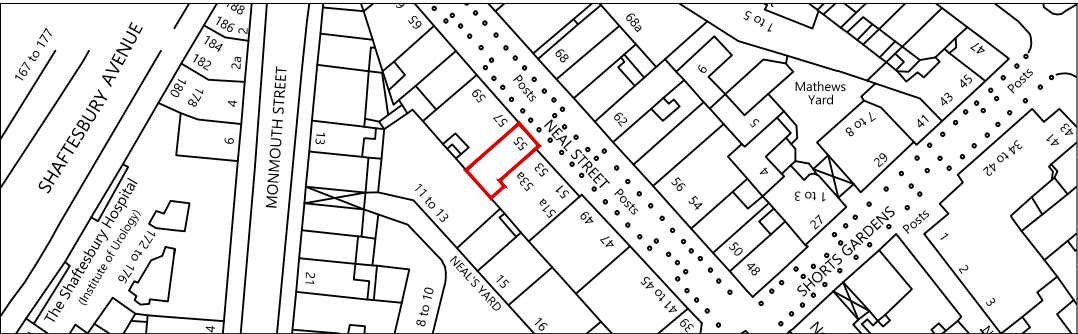 167 to 177
SHAFTESBURY AVENUE
188
186
184
182
180
178
2
2a
4
6
The Shaftesbury Hospital
(Institute of Urology)
172 to 176
4
MONMOUTH STREET
13
21
8 to 10
11 to 13
NEAL'S YARD
15
16
65
59
57
55
53
53a
51
51a
49
47
41 to 45
39
Posts
NEAL STREET
Posts
68a
68
62
56
54
50
48
1 to 5
6
5
4
1 to 3
Mathews
Yard
7 to 8
27
29
41
43
45
47
Posts
SHORTS GARDENS
Posts
34 to 42
41
43
1
2
3